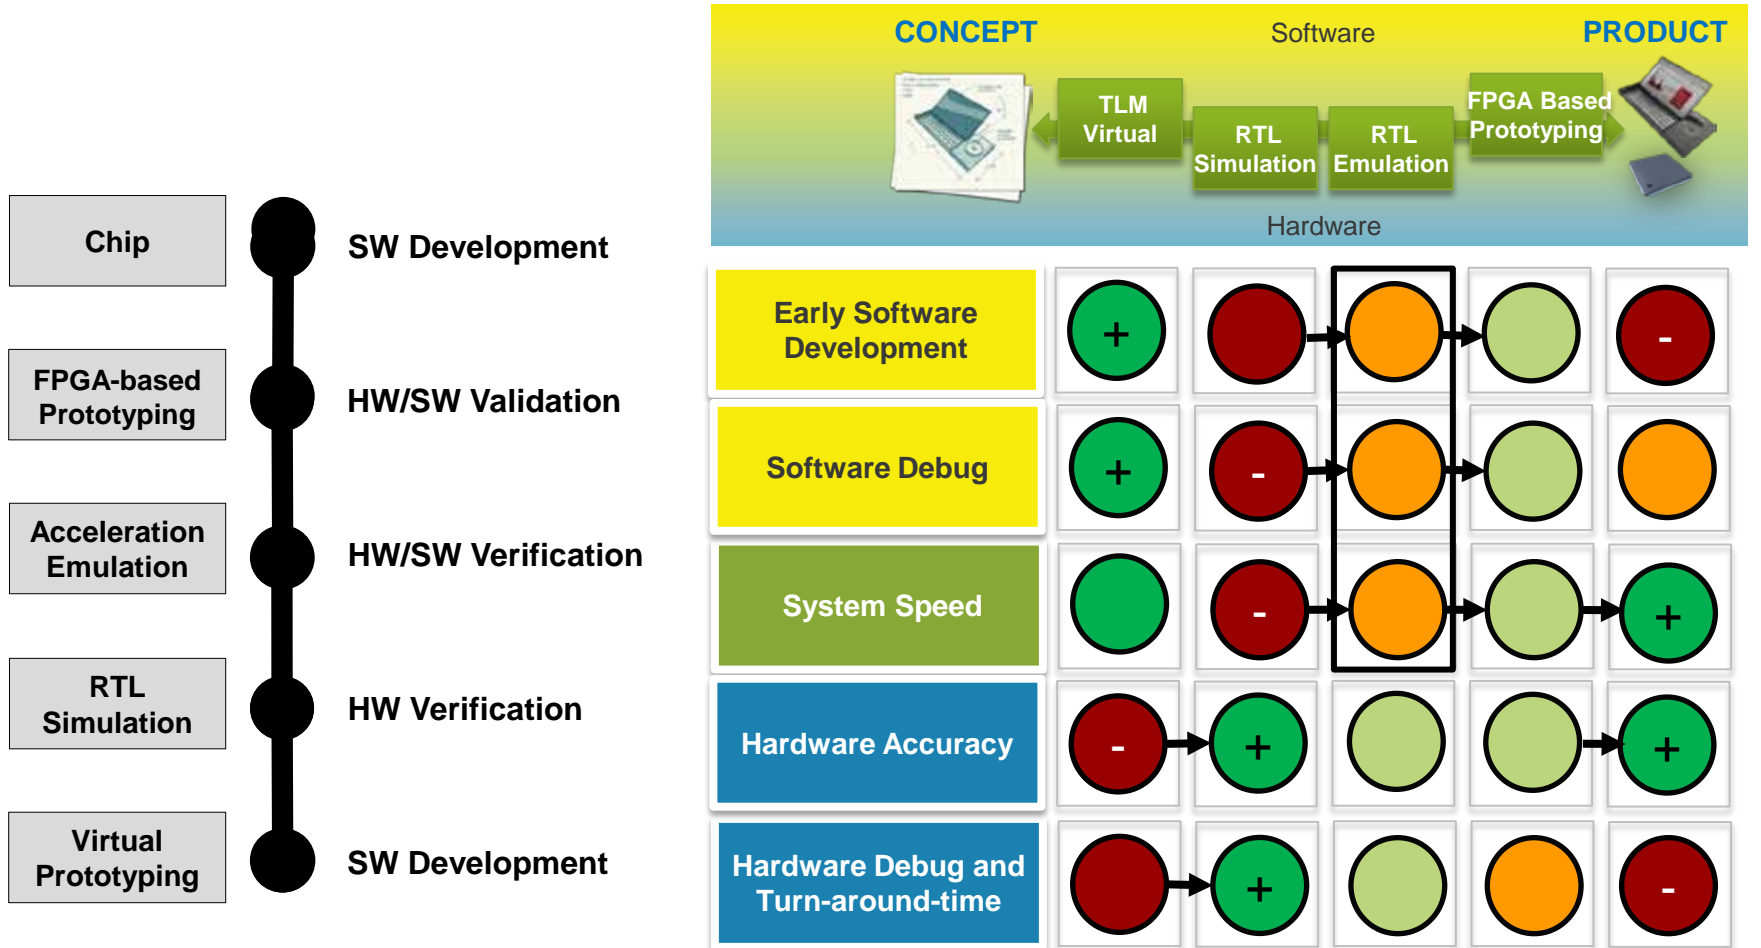 Chip
SW Development
FPGA-based
Prototyping
HW/SW Validation
Acceleration
Emulation
HW/SW Verification
RTL
Simulation
HW Verification
Virtual
Prototyping
SW Development
CONCEPT
Software
PRODUCT
TLM
Virtual
RTL
Simulation
RTL
Emulation
FPGA Based
Prototyping
Hardware
Early Software
Development
+
-
Software Debug
+
-
System Speed
-
+
Hardware Accuracy
-
+
+
Hardware Debug and
Turn-around-time
+
-